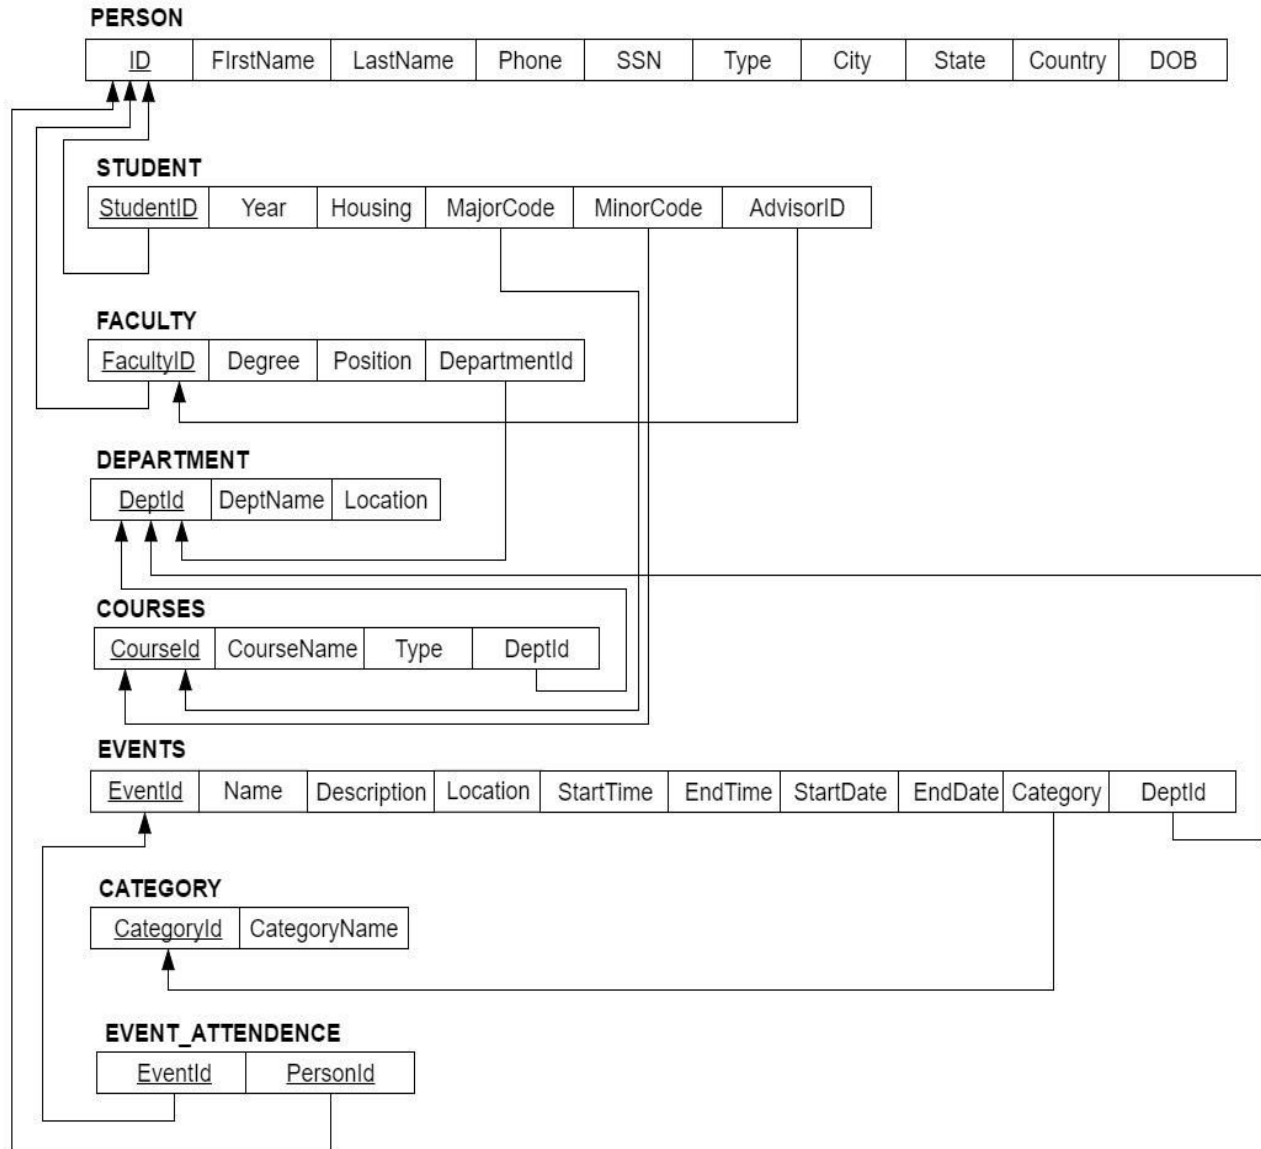 PERSON
ID FIrstName LastName Phone SSN Type City State Country DOB
STUDENT
StudentID Year Housing MajorCode MinorCode AdvisorID
FACULTY
FacultyID Degree Position DepartmentId
DEPARTMENT
DeptId DeptName Location
COURSES
CourseId CourseName Type DeptId
EVENTS
EventId Name Description Location StartTime EndTime StartDate EndDate Category DeptId
CATEGORY
CategoryId CategoryName
EVENT_ATTENDENCE
EventId PersonId